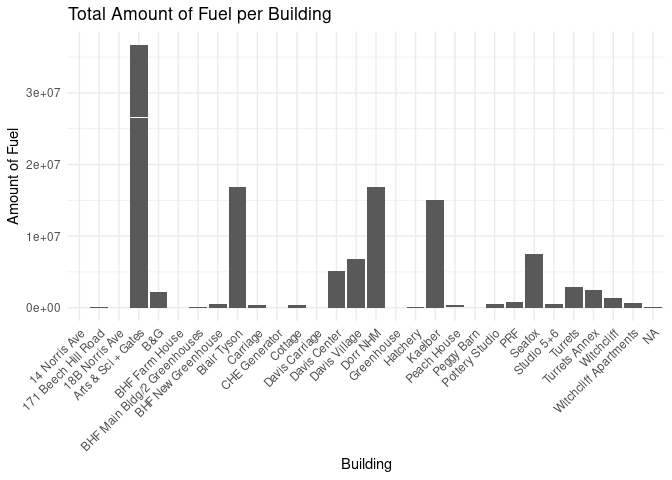 Total Amount of Fuel per Building
Amount of Fuel
3e+07
2e+07
1e+07
0e+00
14 Norris Ave
171 Beech Hill Road
18B Norris Ave
Arts & Sci + Gates
B&G
BHF Farm House
BHF Main Bldg/2 Greenhouses
BHF New Greenhouse
Blair Tyson
Carriage
CHE Generator
Cottage
Davis Carriage
Davis Center
Davis Village
Dorr NHM
Greenhouse
Hatchery
Kaelber
Peach House
Peggy Barn
Pottery Studio
PRF
Seafox
Studio 5+6
Turrets
Turrets Annex
Witchcliff
Witchcliff Apartments
NA
Building